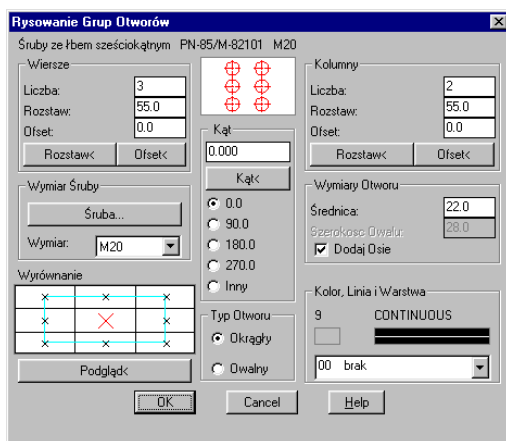 Rysowanie Grup Otworów
Śruby ze łbem sześciokątnym PN-85/M-82101 M20
Wiersze
Liczba: 3
Rozstaw: 55.0
Ofset: 0.0
Rozstaw< Ofset<
Kąt
0.000
Kąt<
0.0
90.0
180.0
270.0
Inny
Kolumny
Liczba: 2
Rozstaw: 55.0
Ofset: 0.0
Rozstaw< Ofset<
Wymiar Śruby
Śruba...
Wymiar: M20
Wymiary Otworu
Średnica: 22.0
Szerokosc Owalu: 28.0
Dodaj Osie
Wyrównanie
Podgląd<
Typ Otworu
Okrągły
Owalny
Kolor, Linia i Warstwa
9 CONTINUOUS
00 brak
OK Cancel Help